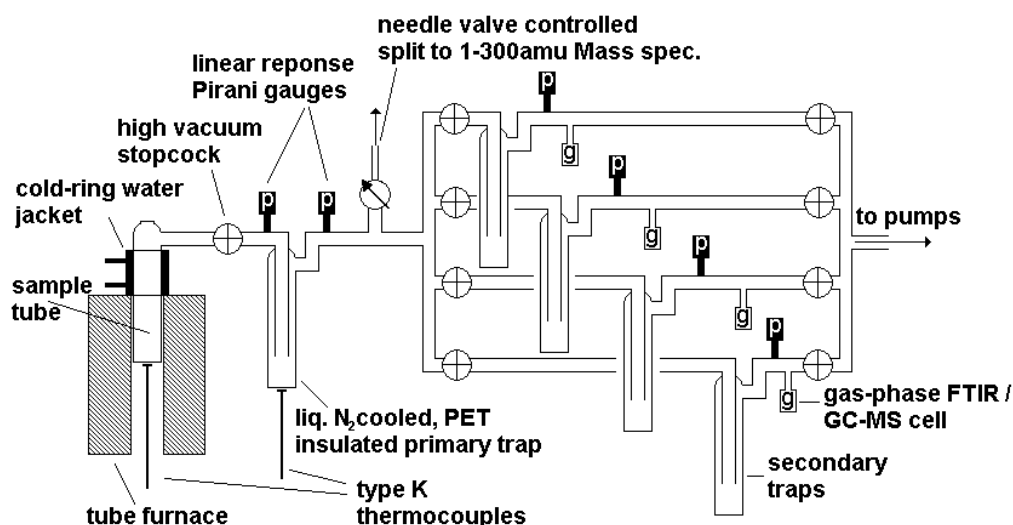 needle valve controlled
split to 1-300amu Mass spec.
linear reponse
Pirani gauges
high vacuum
stopcock
cold-ring water
jacket
sample
tube
p
p
p
g
p
g
p
g
p
g
to pumps
gas-phase FTIR /
GC-MS cell
liq. N₂cooled, PET
insulated primary trap
secondary
traps
type K
thermocouples
tube furnace